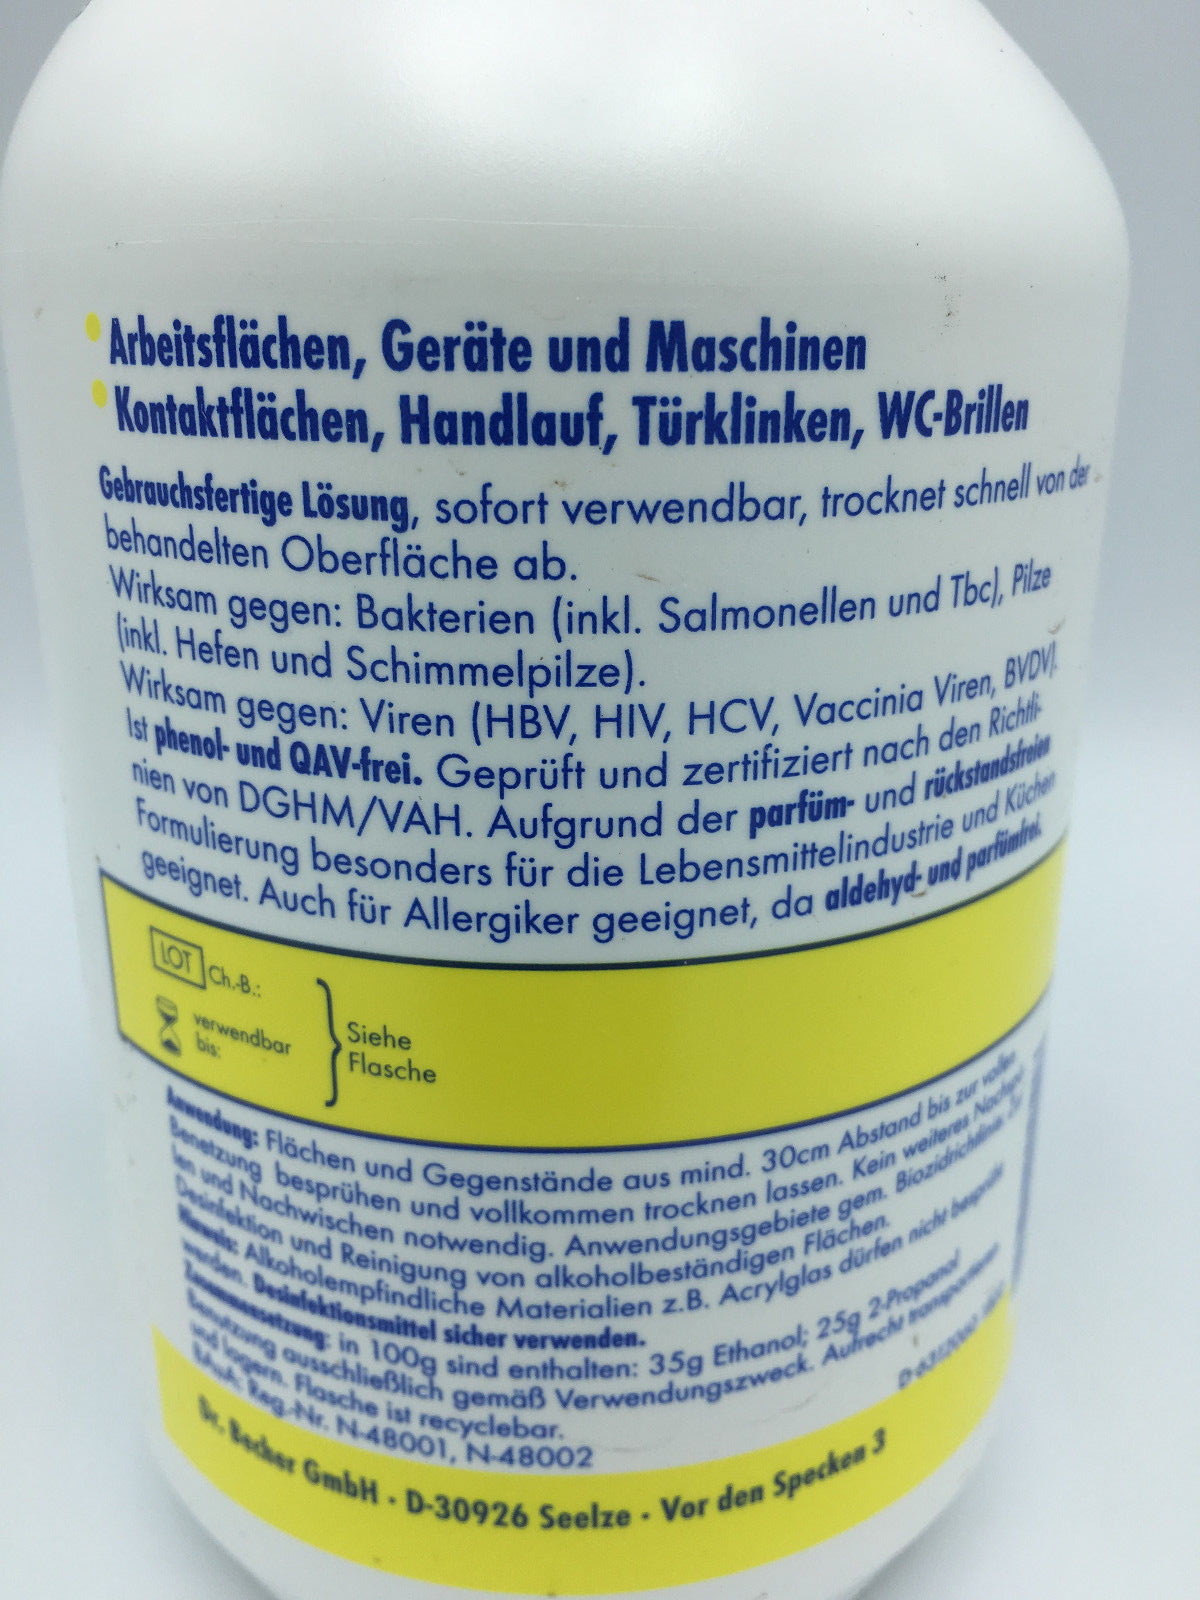 Arbeitsflächen, Geräte und Maschinen
Kontaktflächen, Handlauf, Türklinken, WC-Brillen
Gebrauchsfertige Lösung, sofort verwendbar, trocknet schnell von der
behandelten Oberfläche ab.
Wirksam gegen: Bakterien (inkl. Salmonellen und Tbc), Pilze
(inkl. Hefen und Schimmelpilze).
Wirksam gegen: Viren (HBV, HIV, HCV, Vaccinia Viren, BVDV).
Ist phenol- und QAV-frei. Geprüft und zertifiziert nach den Richtli-
nien von DGHM/VAH. Aufgrund der parfüm- und rückstandsfreien
Formulierung besonders für die Lebensmittelindustrie und Küchen
geeignet. Auch für Allergiker geeignet, da aldehyd- und parfümfrei.
LOT Ch.-B.:
verwendbar
bis:
Siehe
Flasche
Anwendung: Flächen und Gegenstände aus mind. 30cm Abstand bis zur vollen
Benetzung besprühen und vollkommen trocknen lassen. Kein weiteres Nachspü-
len und Nachwischen notwendig. Anwendungsgebiete gem. Biozidrichtlinie: Zur
Desinfektion und Reinigung von alkoholbeständigen Flächen.
Hinweis: Alkoholempfindliche Materialien z.B. Acrylglas dürfen nicht besprüht
werden. Desinfektionsmittel sicher verwenden.
Zusammensetzung: in 100g sind enthalten: 35g Ethanol; 25g 2-Propanol
Benutzung ausschließlich gemäß Verwendungszweck. Aufrecht transportieren
und lagern. Flasche ist recyclebar.
BAuA: Reg.-Nr. N-48001, N-48002
Dr. Becher GmbH · D-30926 Seelze · Vor den Specken 3